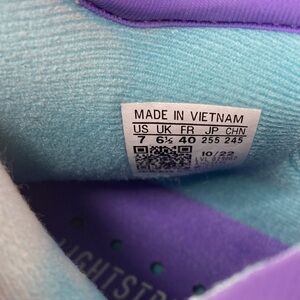 MADE IN VIETNAM
US UK FR JP CHN
7 6½ 40 255 245
10/22